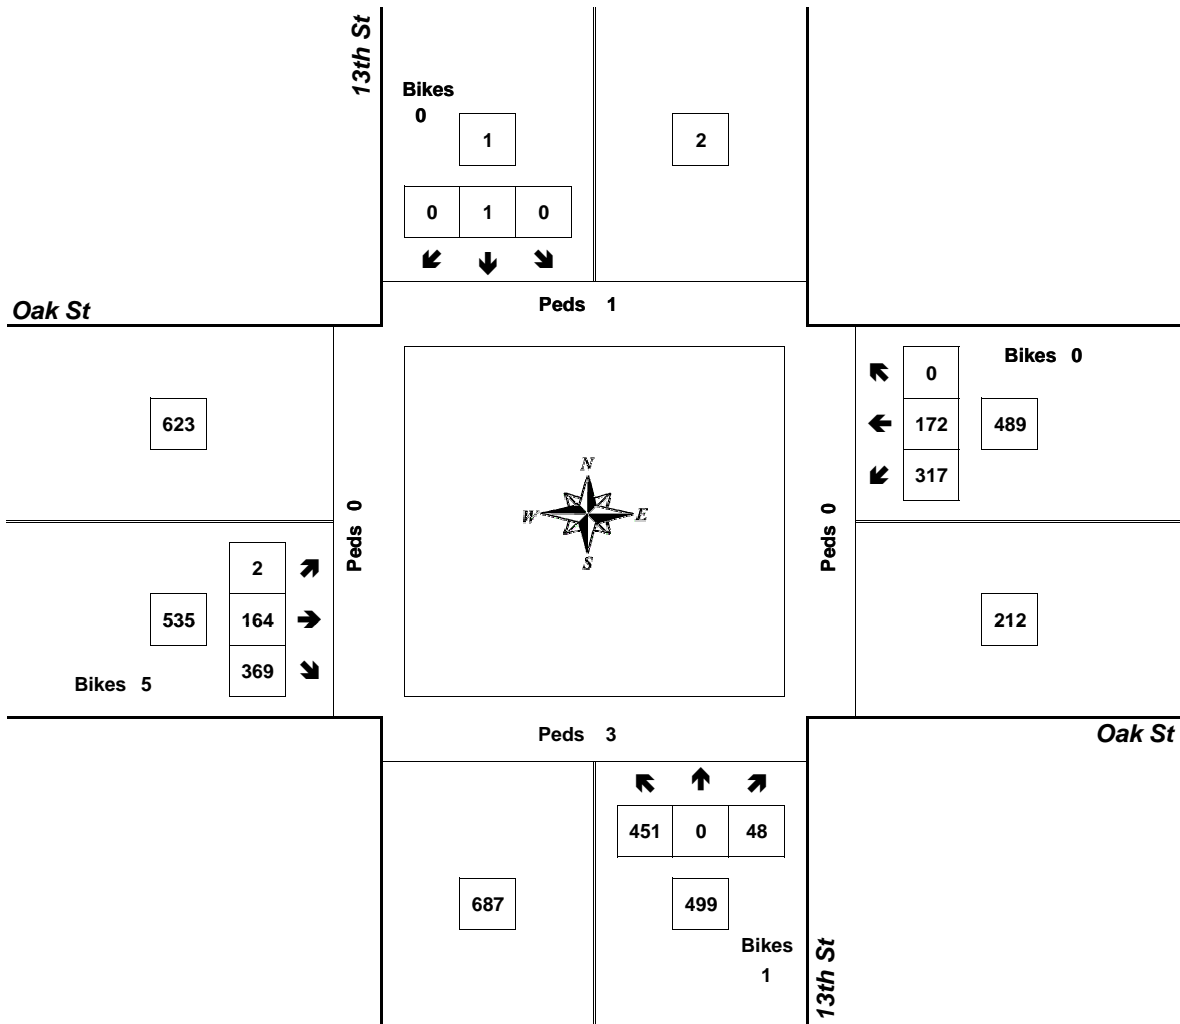 13th St
Bikes
0
1
2
0 1 0
Peds 1
Oak St
Bikes 0
0
623
172 489
317
N
W E
S
Peds 0
Peds 0
2
535 164
369
212
Bikes 5
Peds 3
Oak St
451 0 48
687
499
Bikes
1
13th St